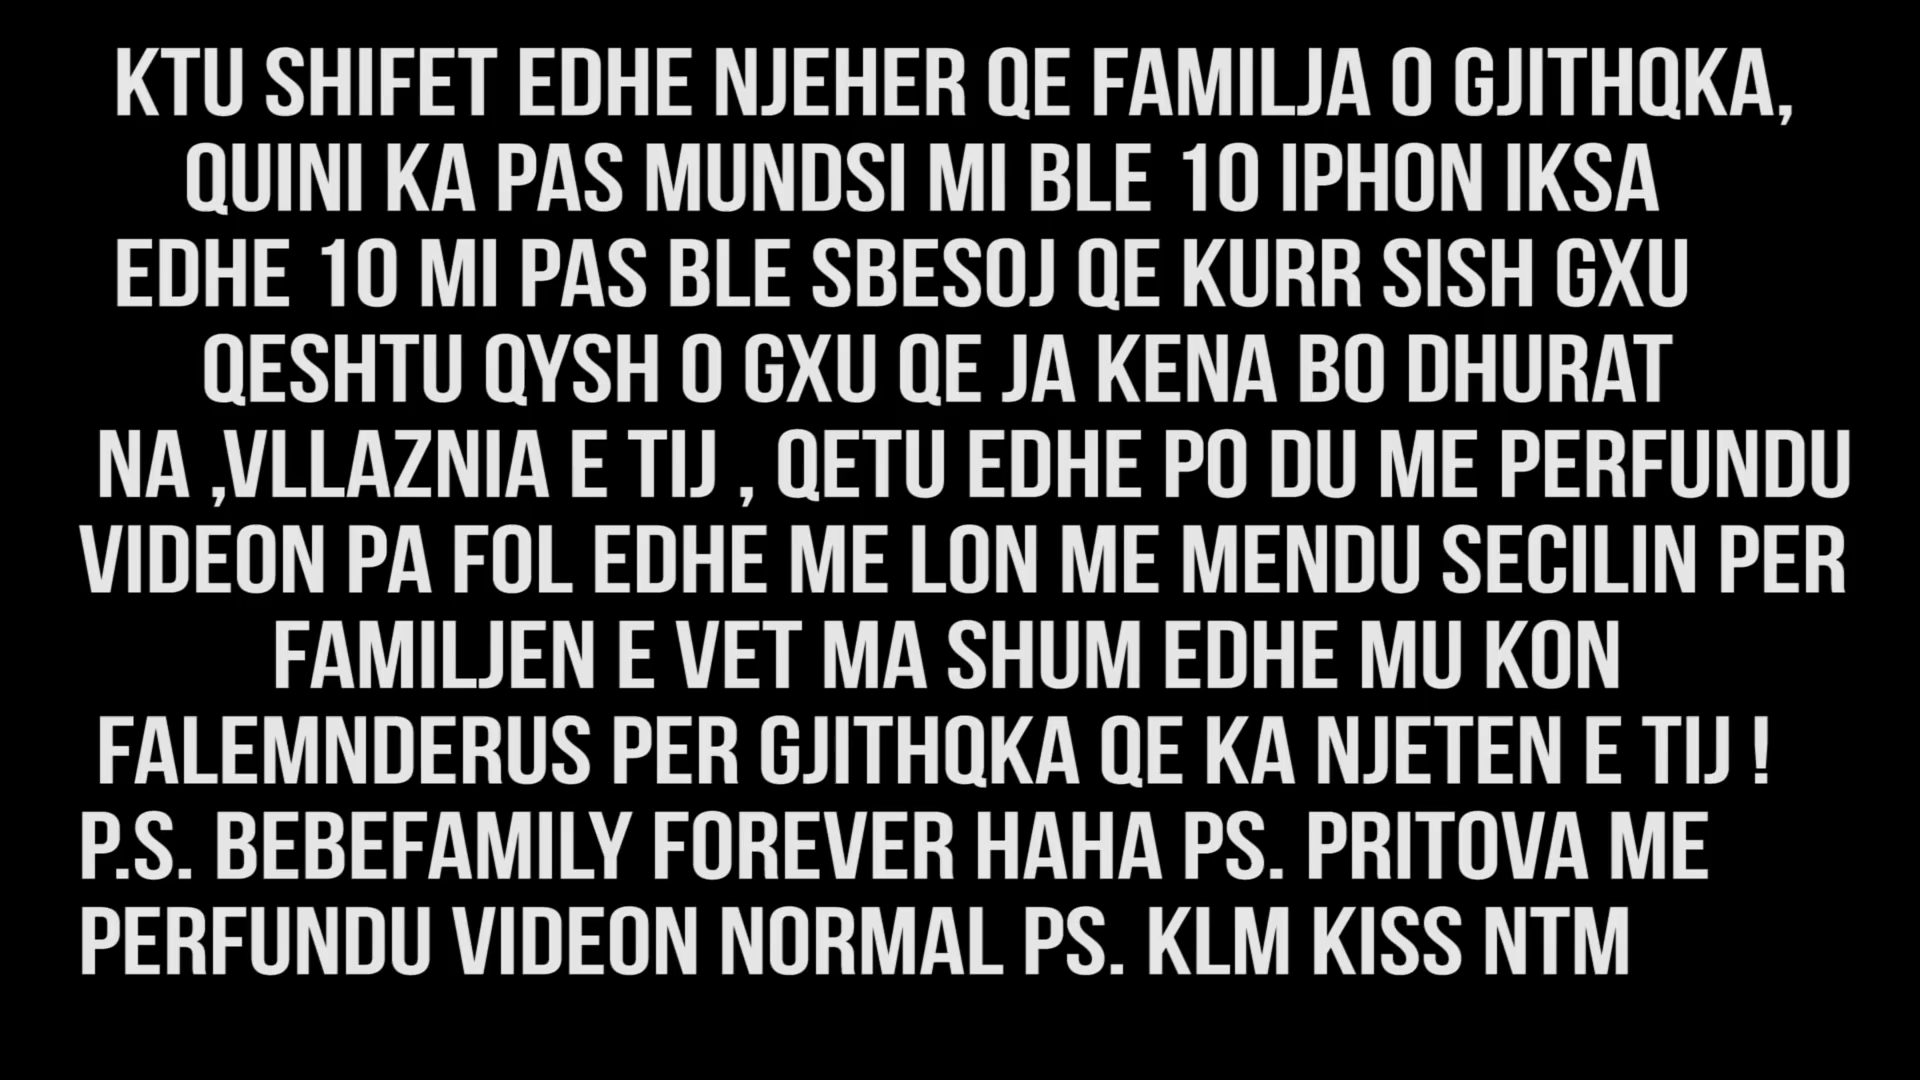 KTU SHIFET EDHE NJEHER QE FAMILJA O GJITHQKA,
QUINI KA PAS MUNDSI MI BLE 10 IPHON IKSA
EDHE 10 MI PAS BLE SBESOJ QE KURR SISH GXU
QESHTU QYSH O GXU QE JA KENA BO DHURAT
NA ,VLLAZNIA E TIJ , QETU EDHE PO DU ME PERFUNDU
VIDEON PA FOL EDHE ME LON ME MENDU SECILIN PER
FAMILJEN E VET MA SHUM EDHE MU KON
FALEMNDERUS PER GJITHQKA QE KA NJETEN E TIJ !
P.S. BEBEFAMILY FOREVER HAHA PS. PRITOVA ME
PERFUNDU VIDEON NORMAL PS. KLM KISS NTM